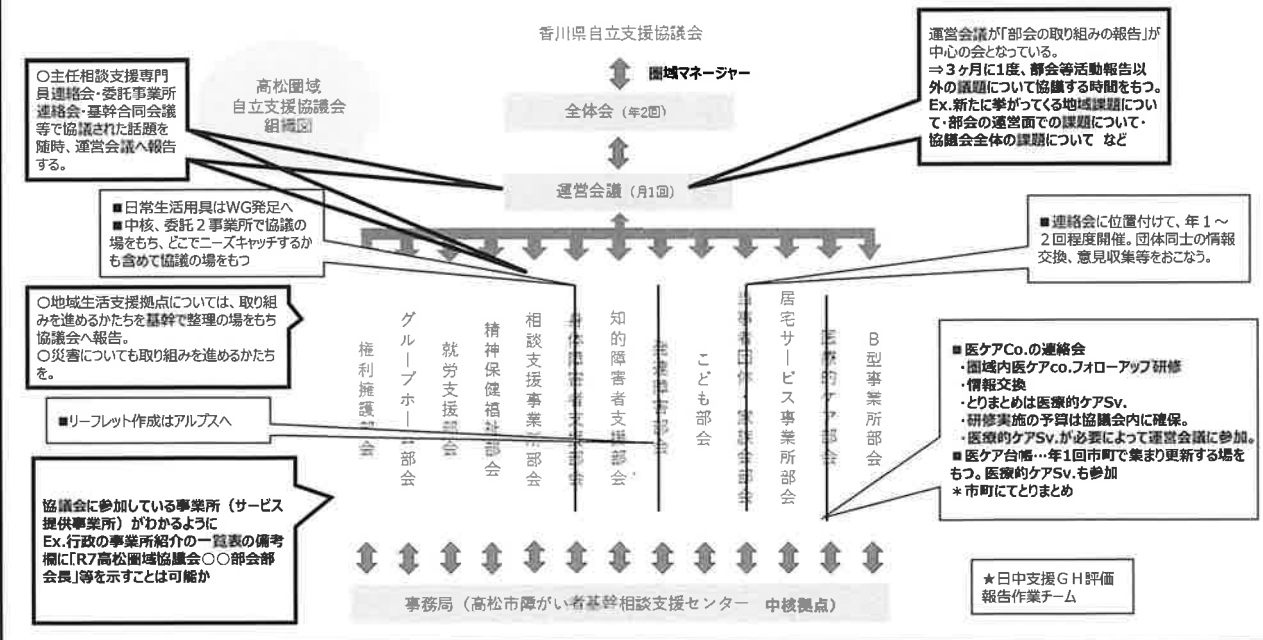 香川県自立支援協議会
圏域マネージャー
高松圏域
自立支援協議会
組織図
全体会（年2回）
運営会議（月1回）
〇主任相談支援専門
員連絡会・委託事業所
連絡会・基幹合同会議
等で協議された話題を
随時、運営会議へ報告
する。
運営会議が「部会の取り組みの報告」が
中心の会となっている。
⇒３ヶ月に1度、部会等活動報告以
外の議題について協議する時間をもつ。
Ex.新たに挙がってくる地域課題につい
て・部会の運営面での課題について・
協議会全体の課題について など
■日常生活用具はWG発足へ
■中核、委託２事業所で協議の
場をもち、どこでニーズキャッチするか
も含めて協議の場をもつ
■連絡会に位置付けて、年１～
２回程度開催。団体同士の情報
交換、意見収集等をおこなう。
〇地域生活支援拠点については、取り組
みを進めるかたちを基幹で整理の場をもち
協議会へ報告。
〇災害についても取り組みを進めるかたち
を。
■リーフレット作成はアルプスへ
協議会に参加している事業所（サービス
提供事業所）がわかるように
Ex.行政の事業所紹介の一覧表の備考
欄に「R7高松圏域協議会〇〇部会部
会長」等を示すことは可能か
権利擁護部会
グループホーム部会
就労支援部会
精神保健福祉部会
相談支援事業所部会
身体障害者支援部会
知的障害者支援部会
発達障害部会
こども部会
当事者団体・家族会部会
居宅サービス事業所部会
医療的ケア部会
B型事業所部会
■医ケアCo.の連絡会
・圏域内医ケアco.フォローアップ研修
・情報交換
・とりまとめは医療的ケアSv.
・研修実施の予算は協議会内に確保。
・医療的ケアSv.が必要によって運営会議に参加。
■医ケア台帳…年1回市町で集まり更新する場を
もつ。医療的ケアSv.も参加
＊市町にてとりまとめ
★日中支援ＧＨ評価
報告作業チーム
事務局（高松市障がい者基幹相談支援センター 中核拠点）